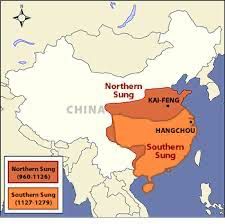 N
Northern
Sung
KAI-FENG
CHINA
HANGCHOU
Southern
Sung
Northern Sung
(960-1126)
Southern Sung
(1127-1279)